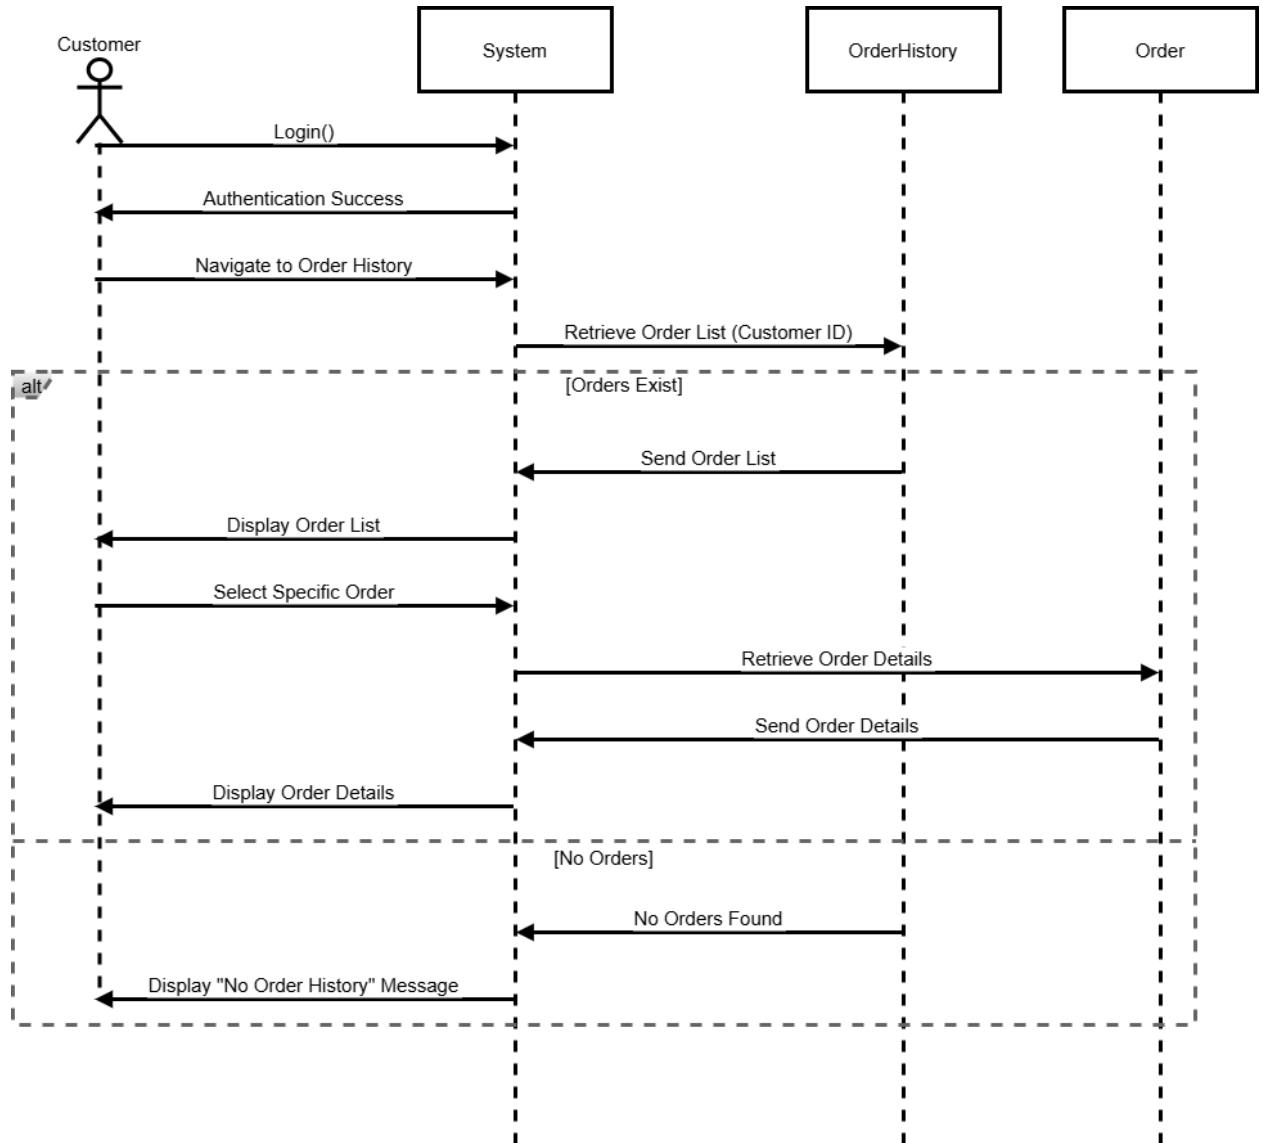 Customer
System
OrderHistory
Order
Login()
Authentication Success
Navigate to Order History
Retrieve Order List (Customer ID)
alt
[Orders Exist]
Send Order List
Display Order List
Select Specific Order
Retrieve Order Details
Send Order Details
Display Order Details
[No Orders]
No Orders Found
Display "No Order History" Message